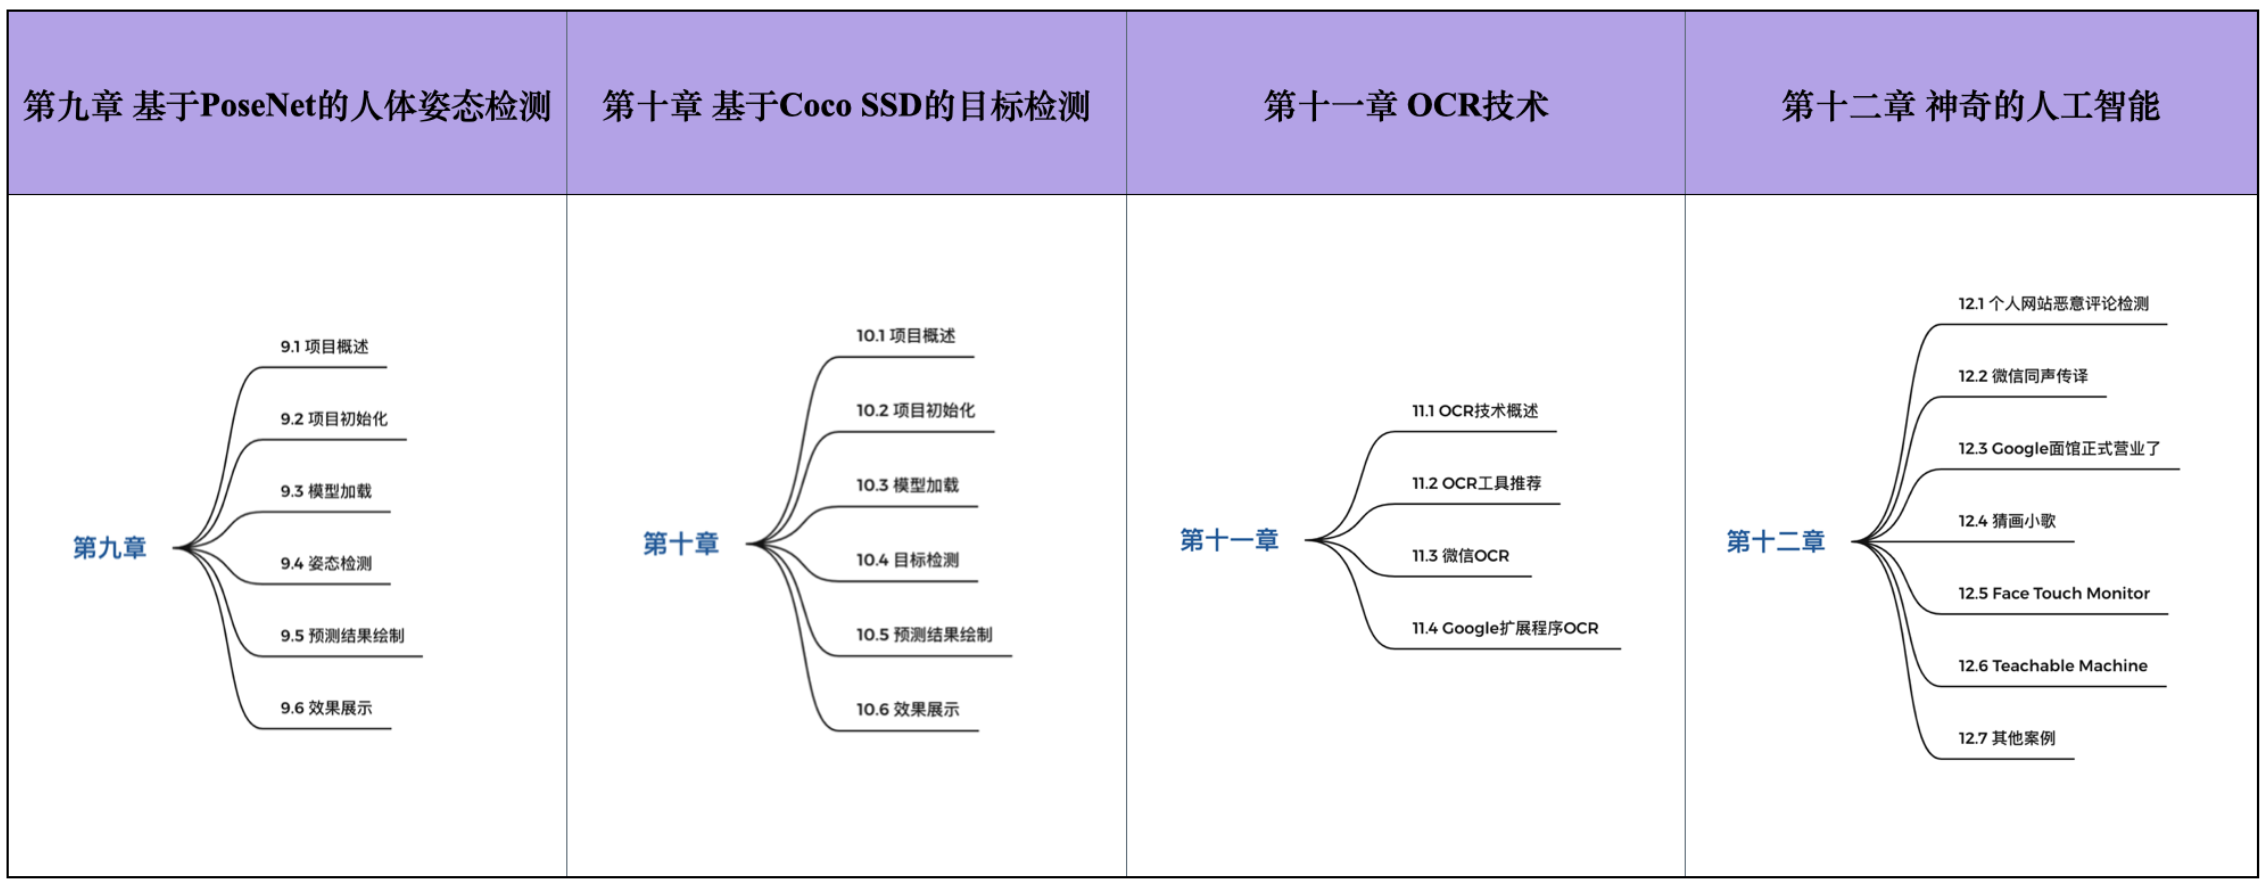 第九章 基于PoseNet的人体姿态检测
第十章 基于Coco SSD的目标检测
第十一章 OCR技术
第十二章 神奇的人工智能
第九章
9.1 项目概述
9.2 项目初始化
9.3 模型加载
9.4 姿态检测
9.5 预测结果绘制
9.6 效果展示
第十章
10.1 项目概述
10.2 项目初始化
10.3 模型加载
10.4 目标检测
10.5 预测结果绘制
10.6 效果展示
第十一章
11.1 OCR技术概述
11.2 OCR工具推荐
11.3 微信OCR
11.4 Google扩展程序OCR
第十二章
12.1 个人网站恶意评论检测
12.2 微信同声传译
12.3 Google面馆正式营业了
12.4 猜画小歌
12.5 Face Touch Monitor
12.6 Teachable Machine
12.7 其他案例